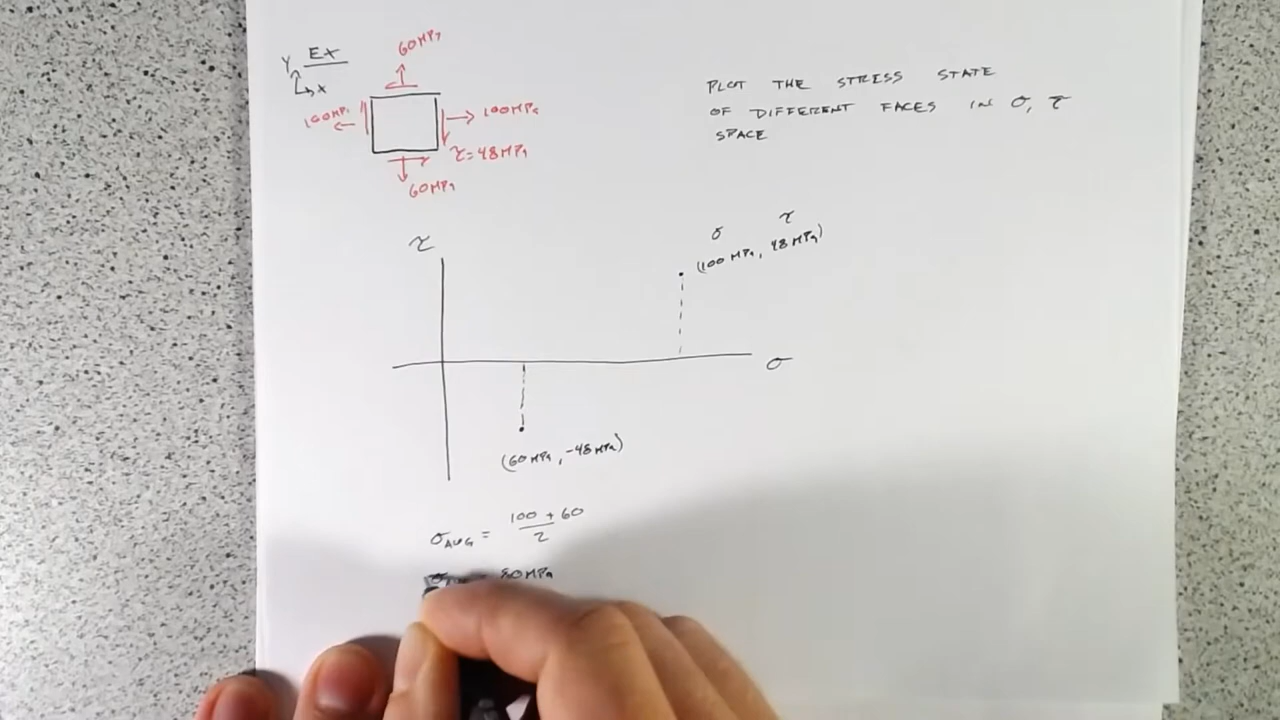 60MPa
Y
EX
X
100MPa
100MPa
τ=48MPa
60MPa
PLOT THE STRESS STATE
OF DIFFERENT FACES IN σ, τ
SPACE
τ
σ τ
(100 MPa, 48 MPa)
σ
(60 MPa, -48 MPa)
σAVG = 100 + 60
2
80MPa